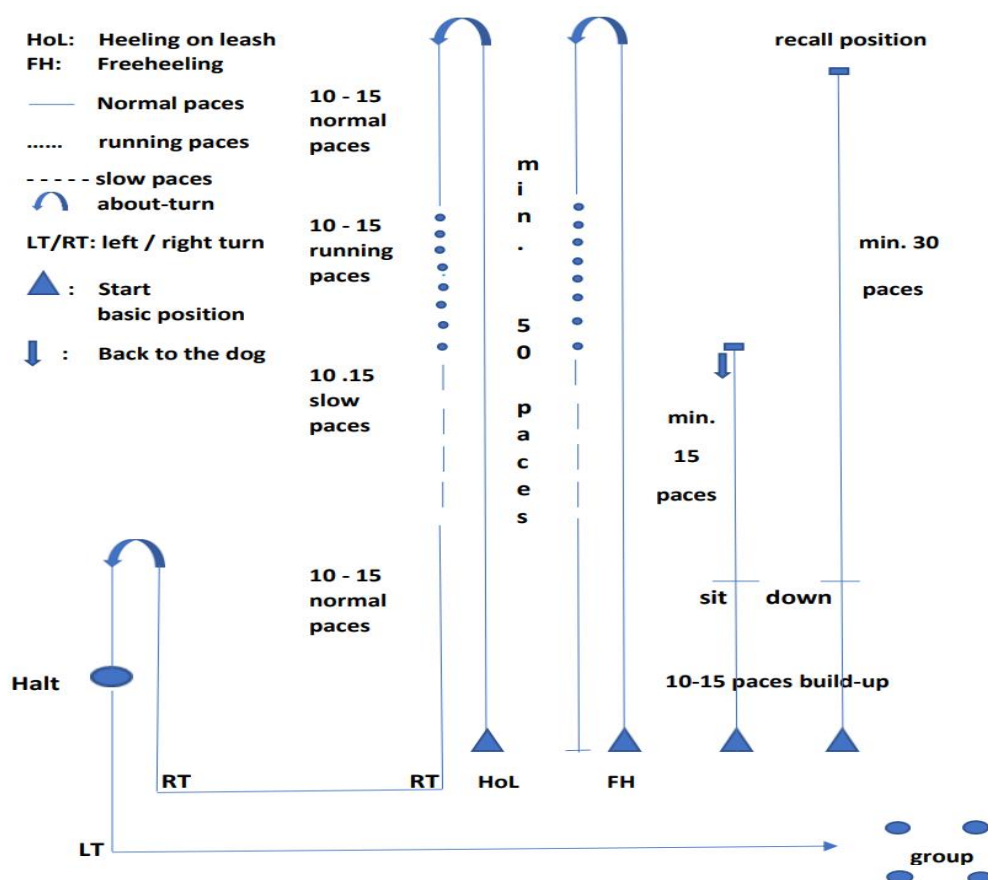 HoL: Heeling on leash
FH: Freeheeling
Normal paces
...... running paces
- - - - - slow paces
about-turn
LT/RT: left / right turn
: Start
basic position
: Back to the dog
10 - 15
normal
paces
10 - 15
running
paces
10 .15
slow
paces
10 - 15
normal
paces
min. 50 paces
recall position
min. 30
paces
min.
15
paces
sit down
10-15 paces build-up
Halt
RT RT HoL FH
LT
group